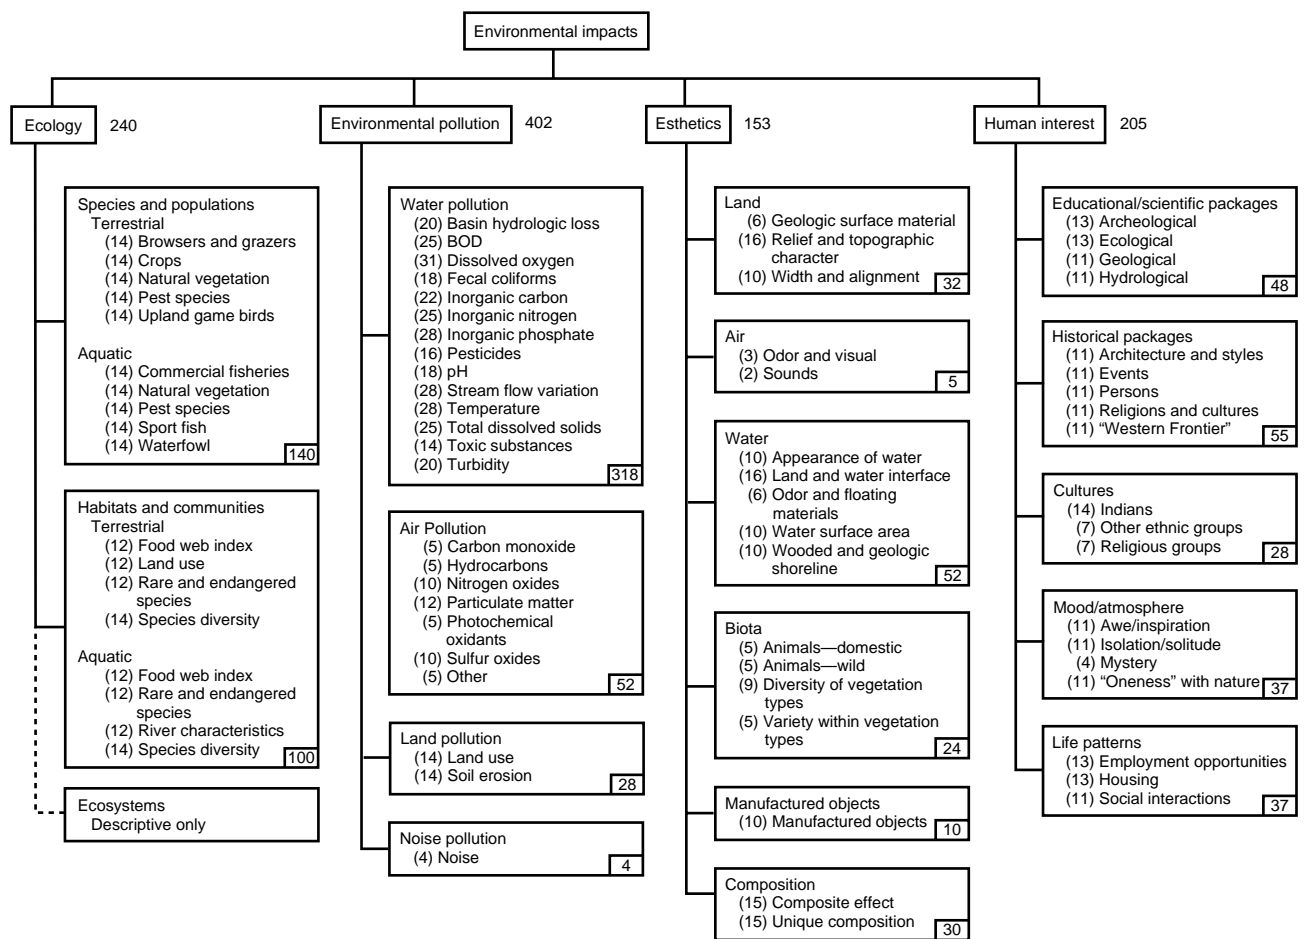 Environmental impacts
Ecology 240
Species and populations
Terrestrial
(14) Browsers and grazers
(14) Crops
(14) Natural vegetation
(14) Pest species
(14) Upland game birds
Aquatic
(14) Commercial fisheries
(14) Natural vegetation
(14) Pest species
(14) Sport fish
(14) Waterfowl
140
Habitats and communities
Terrestrial
(12) Food web index
(12) Land use
(12) Rare and endangered
species
(14) Species diversity
Aquatic
(12) Food web index
(12) Rare and endangered
species
(12) River characteristics
(14) Species diversity
100
Ecosystems
Descriptive only
Environmental pollution 402
Water pollution
(20) Basin hydrologic loss
(25) BOD
(31) Dissolved oxygen
(18) Fecal coliforms
(22) Inorganic carbon
(25) Inorganic nitrogen
(28) Inorganic phosphate
(16) Pesticides
(18) pH
(28) Stream flow variation
(28) Temperature
(25) Total dissolved solids
(14) Toxic substances
(20) Turbidity
318
Air Pollution
(5) Carbon monoxide
(5) Hydrocarbons
(10) Nitrogen oxides
(12) Particulate matter
(5) Photochemical
oxidants
(10) Sulfur oxides
(5) Other
52
Land pollution
(14) Land use
(14) Soil erosion
28
Noise pollution
(4) Noise
4
Esthetics 153
Land
(6) Geologic surface material
(16) Relief and topographic
character
(10) Width and alignment
32
Air
(3) Odor and visual
(2) Sounds
5
Water
(10) Appearance of water
(16) Land and water interface
(6) Odor and floating
materials
(10) Water surface area
(10) Wooded and geologic
shoreline
52
Biota
(5) Animals—domestic
(5) Animals—wild
(9) Diversity of vegetation
types
(5) Variety within vegetation
types
24
Manufactured objects
(10) Manufactured objects
10
Composition
(15) Composite effect
(15) Unique composition
30
Human interest 205
Educational/scientific packages
(13) Archeological
(13) Ecological
(11) Geological
(11) Hydrological
48
Historical packages
(11) Architecture and styles
(11) Events
(11) Persons
(11) Religions and cultures
(11) “Western Frontier”
55
Cultures
(14) Indians
(7) Other ethnic groups
(7) Religious groups
28
Mood/atmosphere
(11) Awe/inspiration
(11) Isolation/solitude
(4) Mystery
(11) “Oneness” with nature
37
Life patterns
(13) Employment opportunities
(13) Housing
(11) Social interactions
37